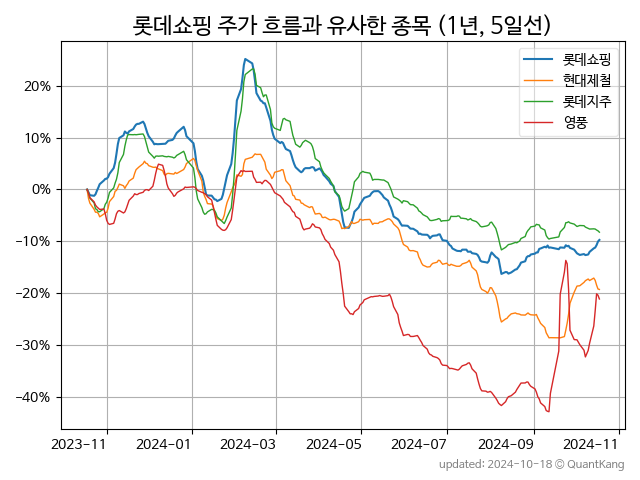 롯데쇼핑 주가 흐름과 유사한 종목 (1년, 5일선)
롯데쇼핑
현대제철
롯데지주
영풍
20%
10%
0%
-10%
-20%
-30%
-40%
2023-11 2024-01 2024-03 2024-05 2024-07 2024-09 2024-11
updated: 2024-10-18 © QuantKang